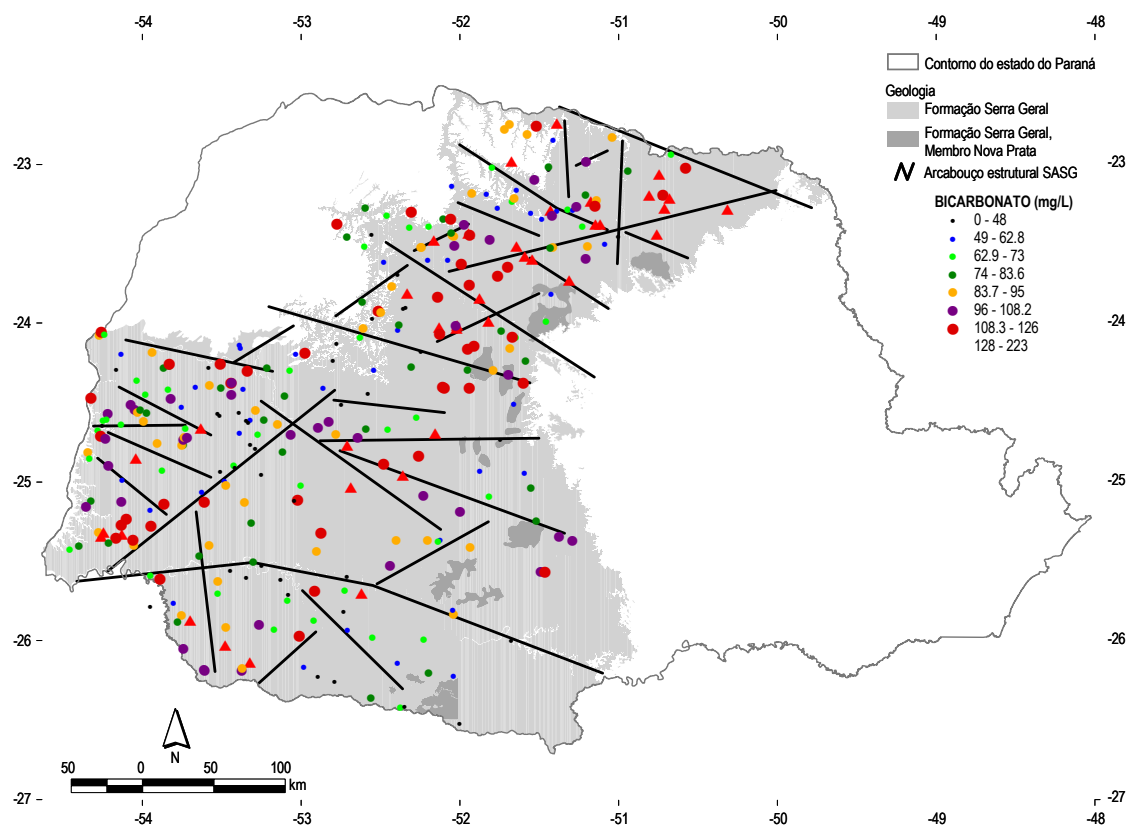 -54
-53
-52
-51
-50
-49
-48
Contorno do estado do Paraná
Geologia
Formação Serra Geral
Formação Serra Geral,
Membro Nova Prata
Arcabouço estrutural SASG
BICARBONATO (mg/L)
0 - 48
49 - 62.8
62.9 - 73
74 - 83.6
83.7 - 95
96 - 108.2
108.3 - 126
128 - 223
-23
-23
-24
-24
-25
-25
-26
-26
-27
-27
N
50 0 50 100
km
-54
-53
-52
-51
-50
-49
-48